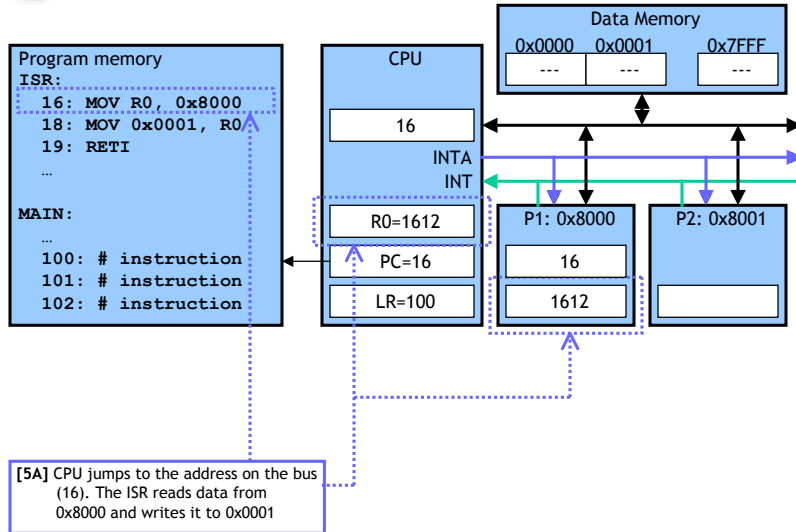 Program memory
ISR:
16: MOV R0, 0x8000
18: MOV 0x0001, R0
19: RETI
…
MAIN:
…
100: # instruction
101: # instruction
102: # instruction
CPU
16
INTA
INT
R0=1612
PC=16
LR=100
Data Memory
0x0000 0x0001 0x7FFF
--- --- ---
P1: 0x8000
16
1612
P2: 0x8001
[5A] CPU jumps to the address on the bus
(16). The ISR reads data from
0x8000 and writes it to 0x0001